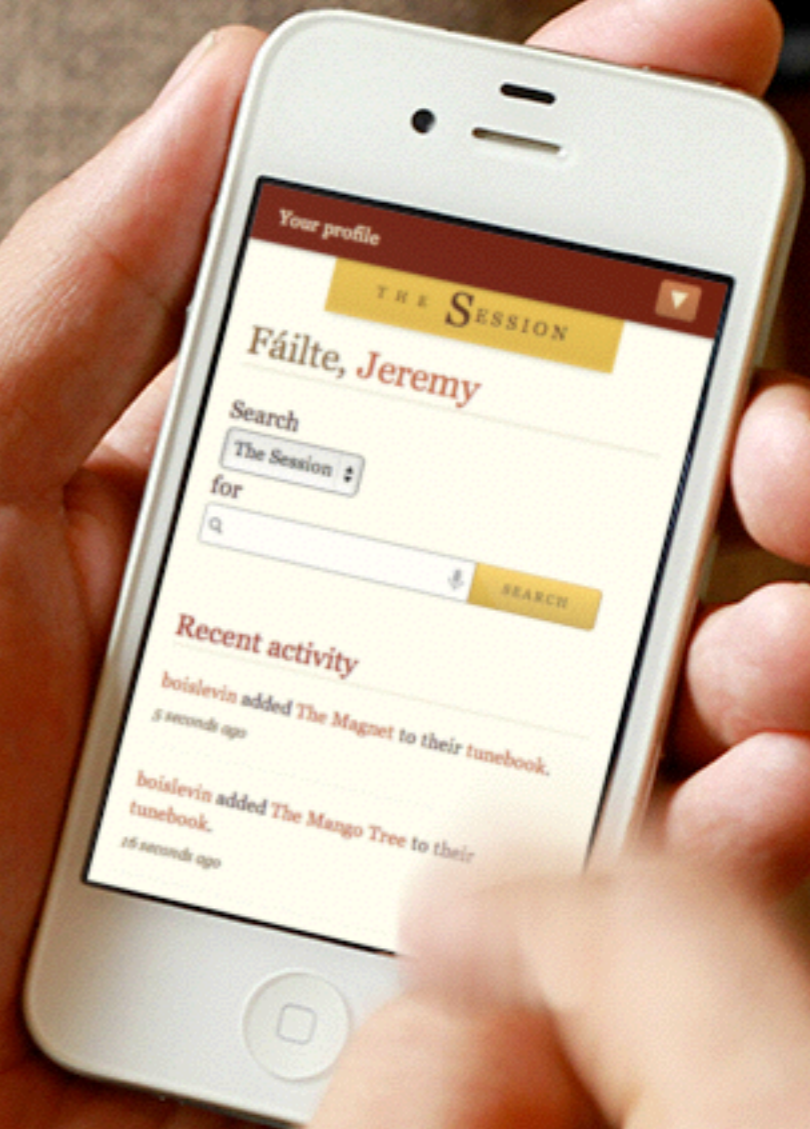 Your profile
THE SESSION
Fáilte, Jeremy
Search
The Session
for
SEARCH
Recent activity
boislevin added The Magnet to their tunebook.
5 seconds ago
boislevin added The Mango Tree to their
tunebook.
16 seconds ago